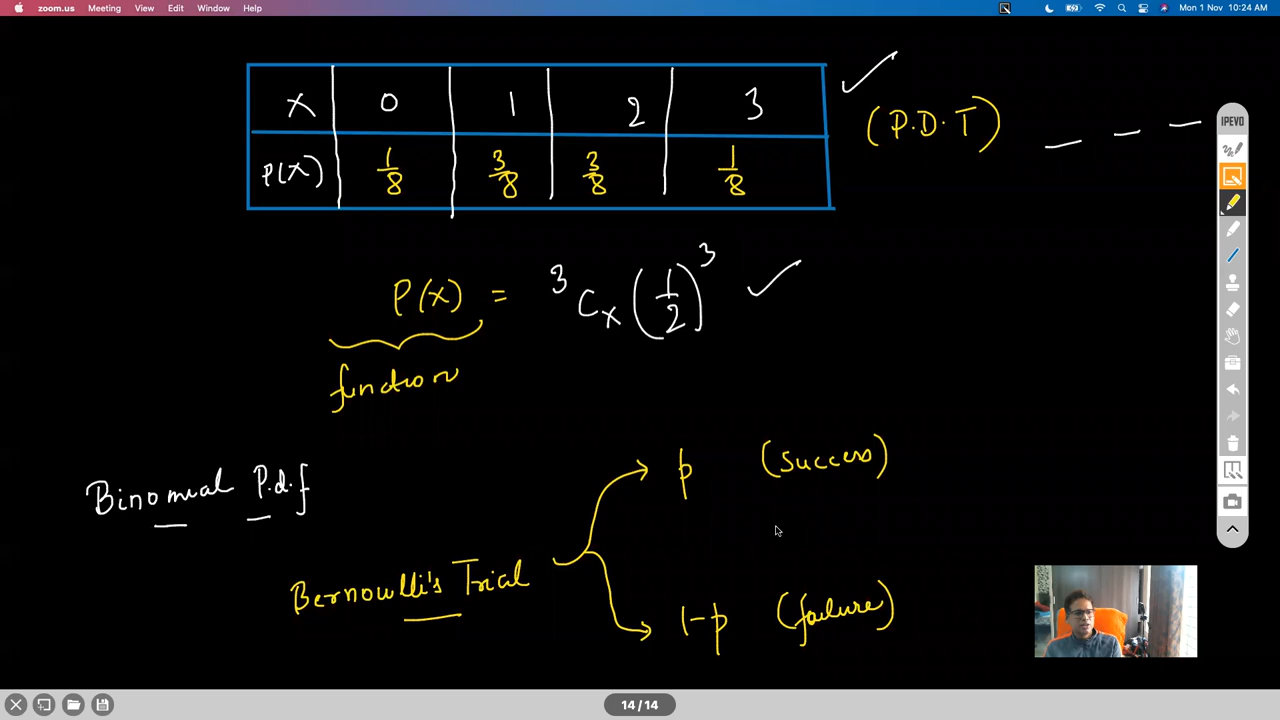 zoom.us Meeting View Edit Window Help Mon 1 Nov 10:24 AM
X 0 1 2 3
(P.D.T)
P(X) 1/8 3/8 3/8 1/8
IPEVO
P(X) = ³Cₓ(1/2)³
function
p (success)
Binomial P.d.f
Bernoulli's Trial
1-p (failure)
14/14